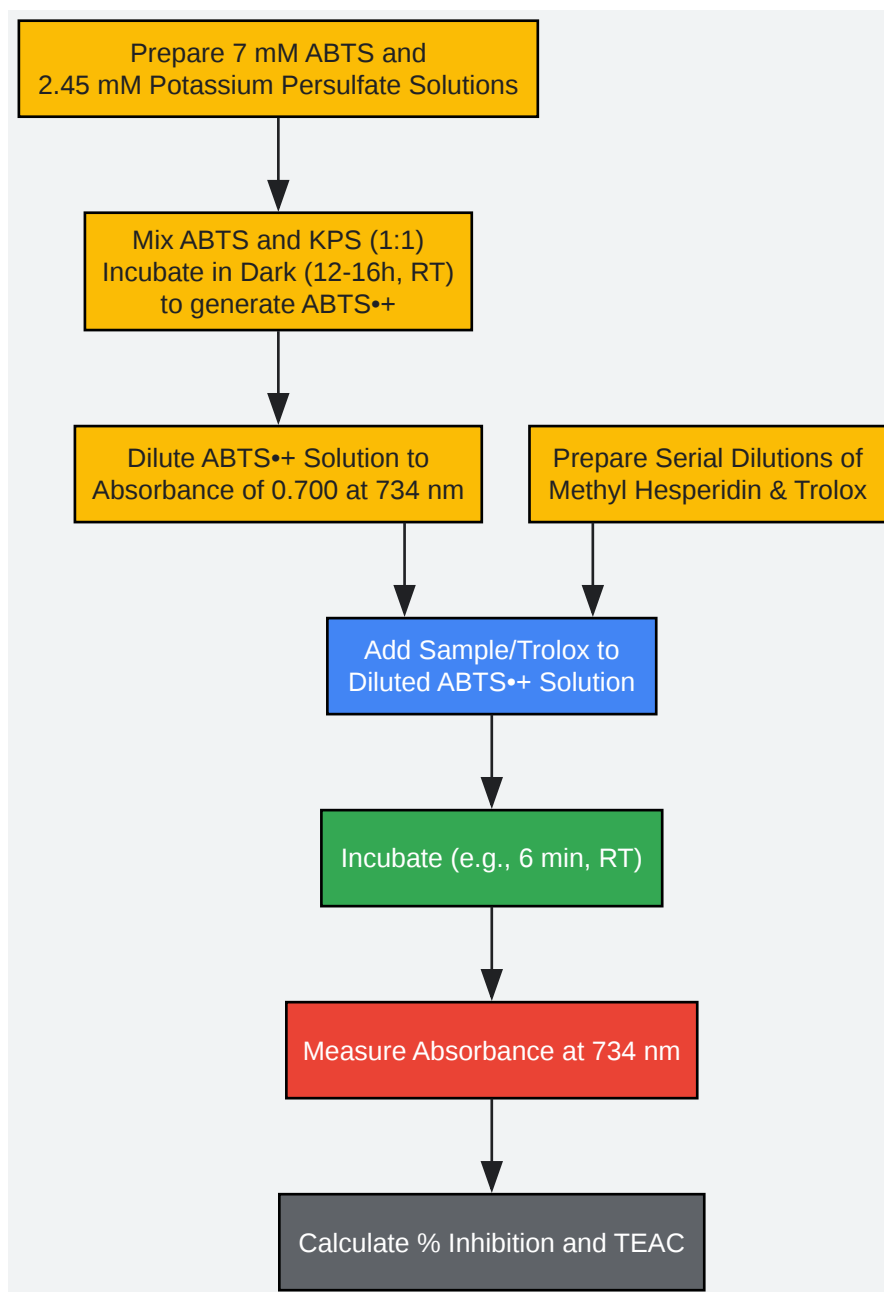 Prepare 7 mM ABTS and
2.45 mM Potassium Persulfate Solutions
Mix ABTS and KPS (1:1)
Incubate in Dark (12-16h, RT)
to generate ABTS•+
Dilute ABTS•+ Solution to
Absorbance of 0.700 at 734 nm
Prepare Serial Dilutions of
Methyl Hesperidin & Trolox
Add Sample/Trolox to
Diluted ABTS•+ Solution
Incubate (e.g., 6 min, RT)
Measure Absorbance at 734 nm
Calculate % Inhibition and TEAC